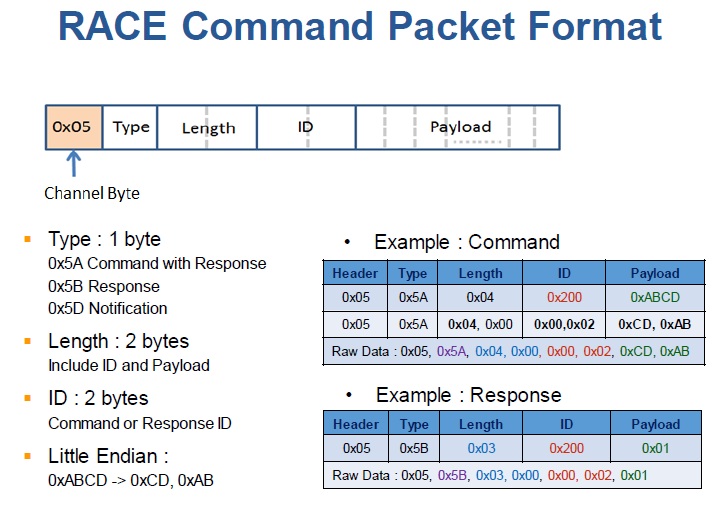 RACE Command Packet Format
0x05 Type Length ID Payload
Channel Byte
Type : 1 byte
0x5A Command with Response
0x5B Response
0x5D Notification
Length : 2 bytes
Include ID and Payload
ID : 2 bytes
Command or Response ID
Little Endian :
0xABCD -> 0xCD, 0xAB
• Example : Command
Header Type Length ID Payload
0x05 0x5A 0x04 0x200 0xABCD
0x05 0x5A 0x04, 0x00 0x00,0x02 0xCD, 0xAB
Raw Data : 0x05, 0x5A, 0x04, 0x00, 0x00, 0x02, 0xCD, 0xAB
• Example : Response
Header Type Length ID Payload
0x05 0x5B 0x03 0x200 0x01
Raw Data : 0x05, 0x5B, 0x03, 0x00, 0x00, 0x02, 0x01